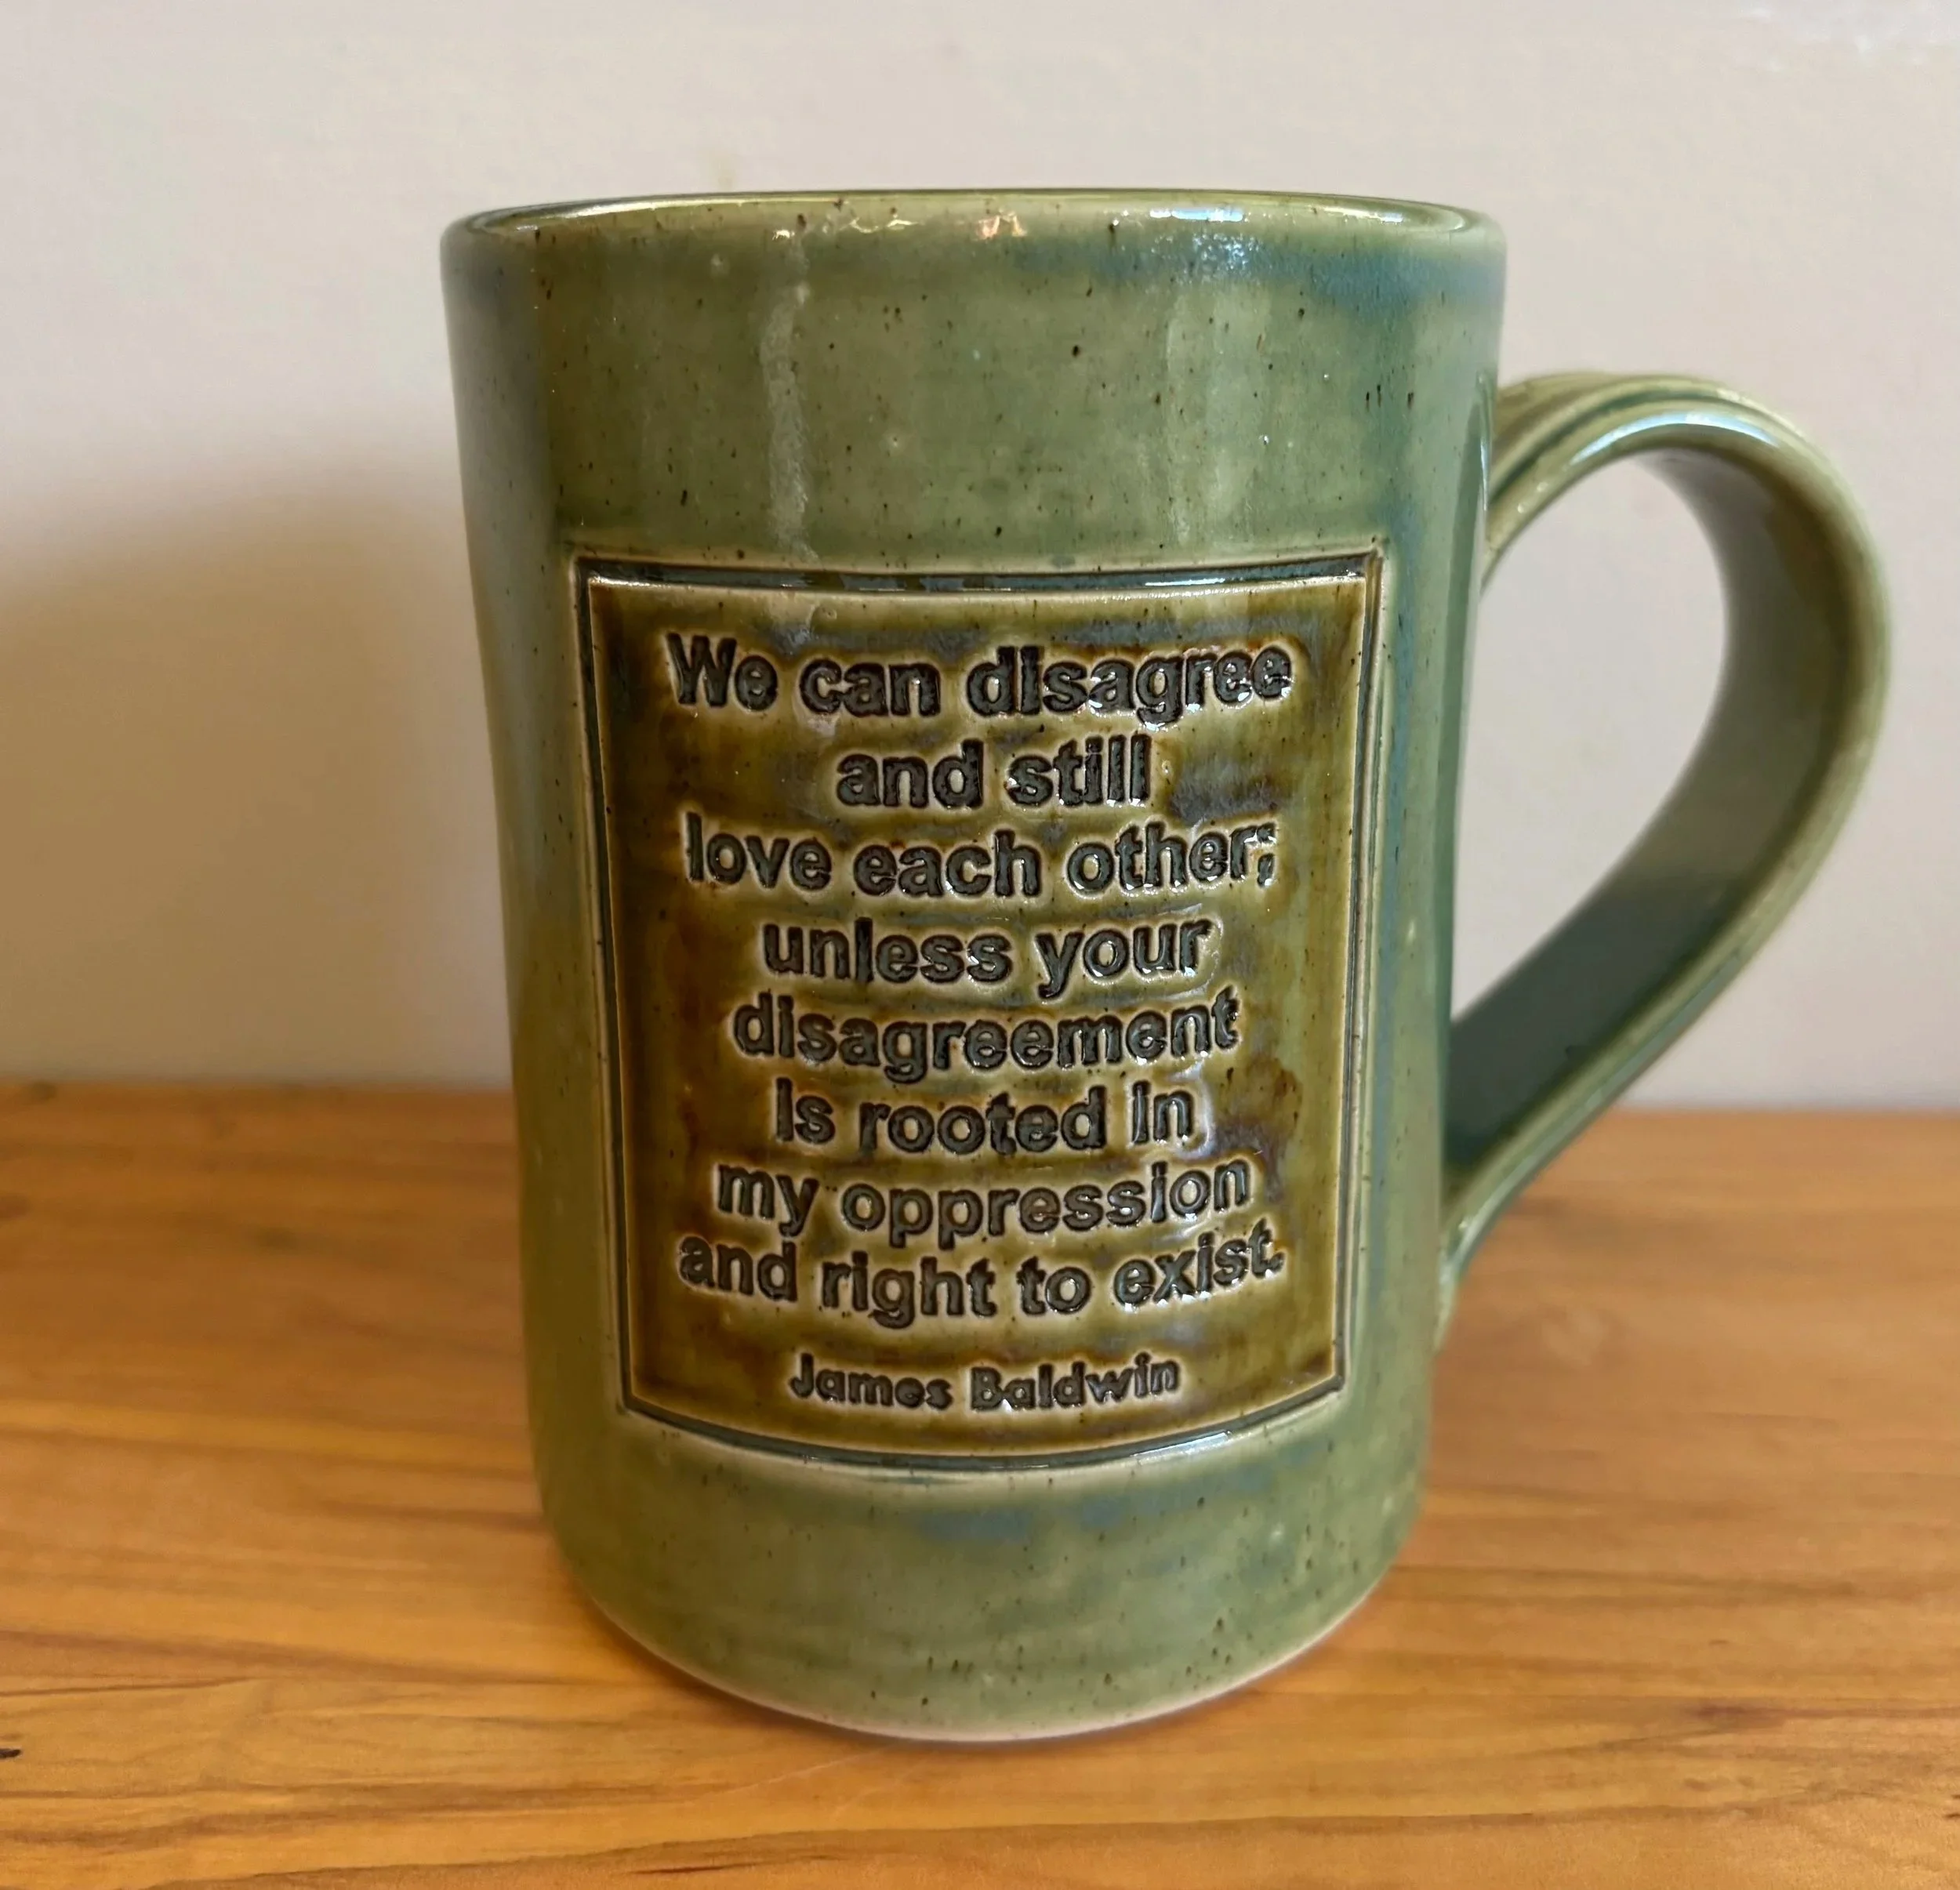 We can disagree
and still
love each other;
unless your
disagreement
is rooted in
my oppression
and right to exist.
James Baldwin